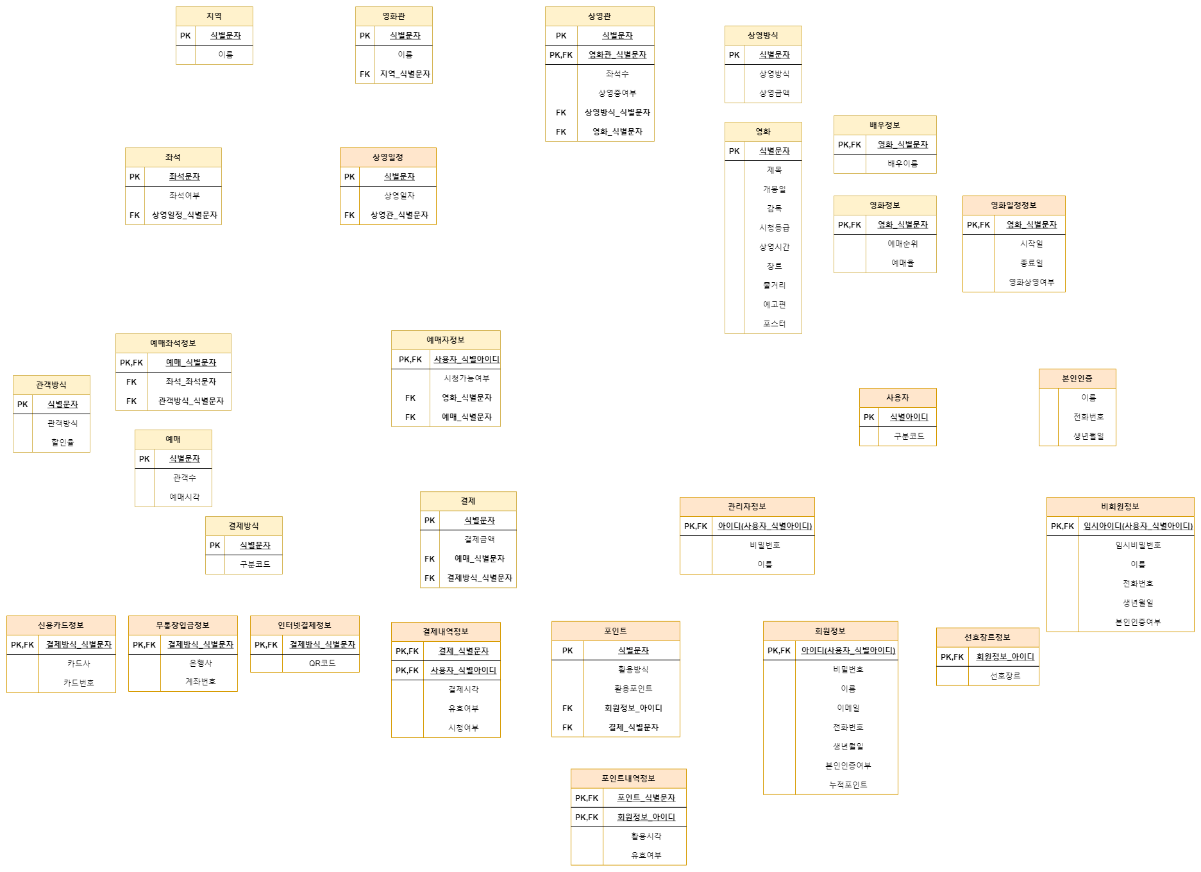 지역
PK 식별문자
이름
영화관
PK 식별문자
이름
FK 지역_식별문자
상영관
PK 식별문자
PK,FK 영화관_식별문자
좌석수
상영중여부
FK 상영방식_식별문자
FK 영화_식별문자
상영방식
PK 식별문자
상영방식
상영금액
영화
PK 식별문자
제목
개봉일
감독
시청등급
상영시간
장르
줄거리
예고편
포스터
배우정보
PK,FK 영화_식별문자
배우이름
영화정보
PK,FK 영화_식별문자
예매순위
예매율
영화일정정보
PK,FK 영화_식별문자
시작일
종료일
영화상영여부
좌석
PK 좌석문자
좌석여부
FK 상영일정_식별문자
상영일정
PK 식별문자
상영일자
FK 상영관_식별문자
예매좌석정보
PK,FK 예매_식별문자
FK 좌석_좌석문자
FK 관객방식_식별문자
예매자정보
PK,FK 사용자_식별아이디
시청가능여부
FK 영화_식별문자
FK 예매_식별문자
관객방식
PK 식별문자
관객방식
할인율
예매
PK 식별문자
관객수
예매시각
사용자
PK 식별아이디
구분코드
본인인증
이름
전화번호
생년월일
결제방식
PK 식별문자
구분코드
결제
PK 식별문자
결제금액
FK 예매_식별문자
FK 결제방식_식별문자
관리자정보
PK,FK 아이디(사용자_식별아이디)
비밀번호
이름
비회원정보
PK,FK 임시아이디(사용자_식별아이디)
임시비밀번호
이름
전화번호
생년월일
본인인증여부
신용카드정보
PK,FK 결제방식_식별문자
카드사
카드번호
무통장입금정보
PK,FK 결제방식_식별문자
은행사
계좌번호
인터넷결제정보
PK,FK 결제방식_식별문자
QR코드
결제내역정보
PK,FK 결제_식별문자
PK,FK 사용자_식별아이디
결제시각
유효여부
시청여부
포인트
PK 식별문자
활용방식
활용포인트
FK 회원정보_아이디
FK 결제_식별문자
회원정보
PK,FK 아이디(사용자_식별아이디)
비밀번호
이름
이메일
전화번호
생년월일
본인인증여부
누적포인트
선호장르정보
PK,FK 회원정보_아이디
선호장르
포인트내역정보
PK,FK 포인트_식별문자
PK,FK 회원정보_아이디
활용시각
유효여부